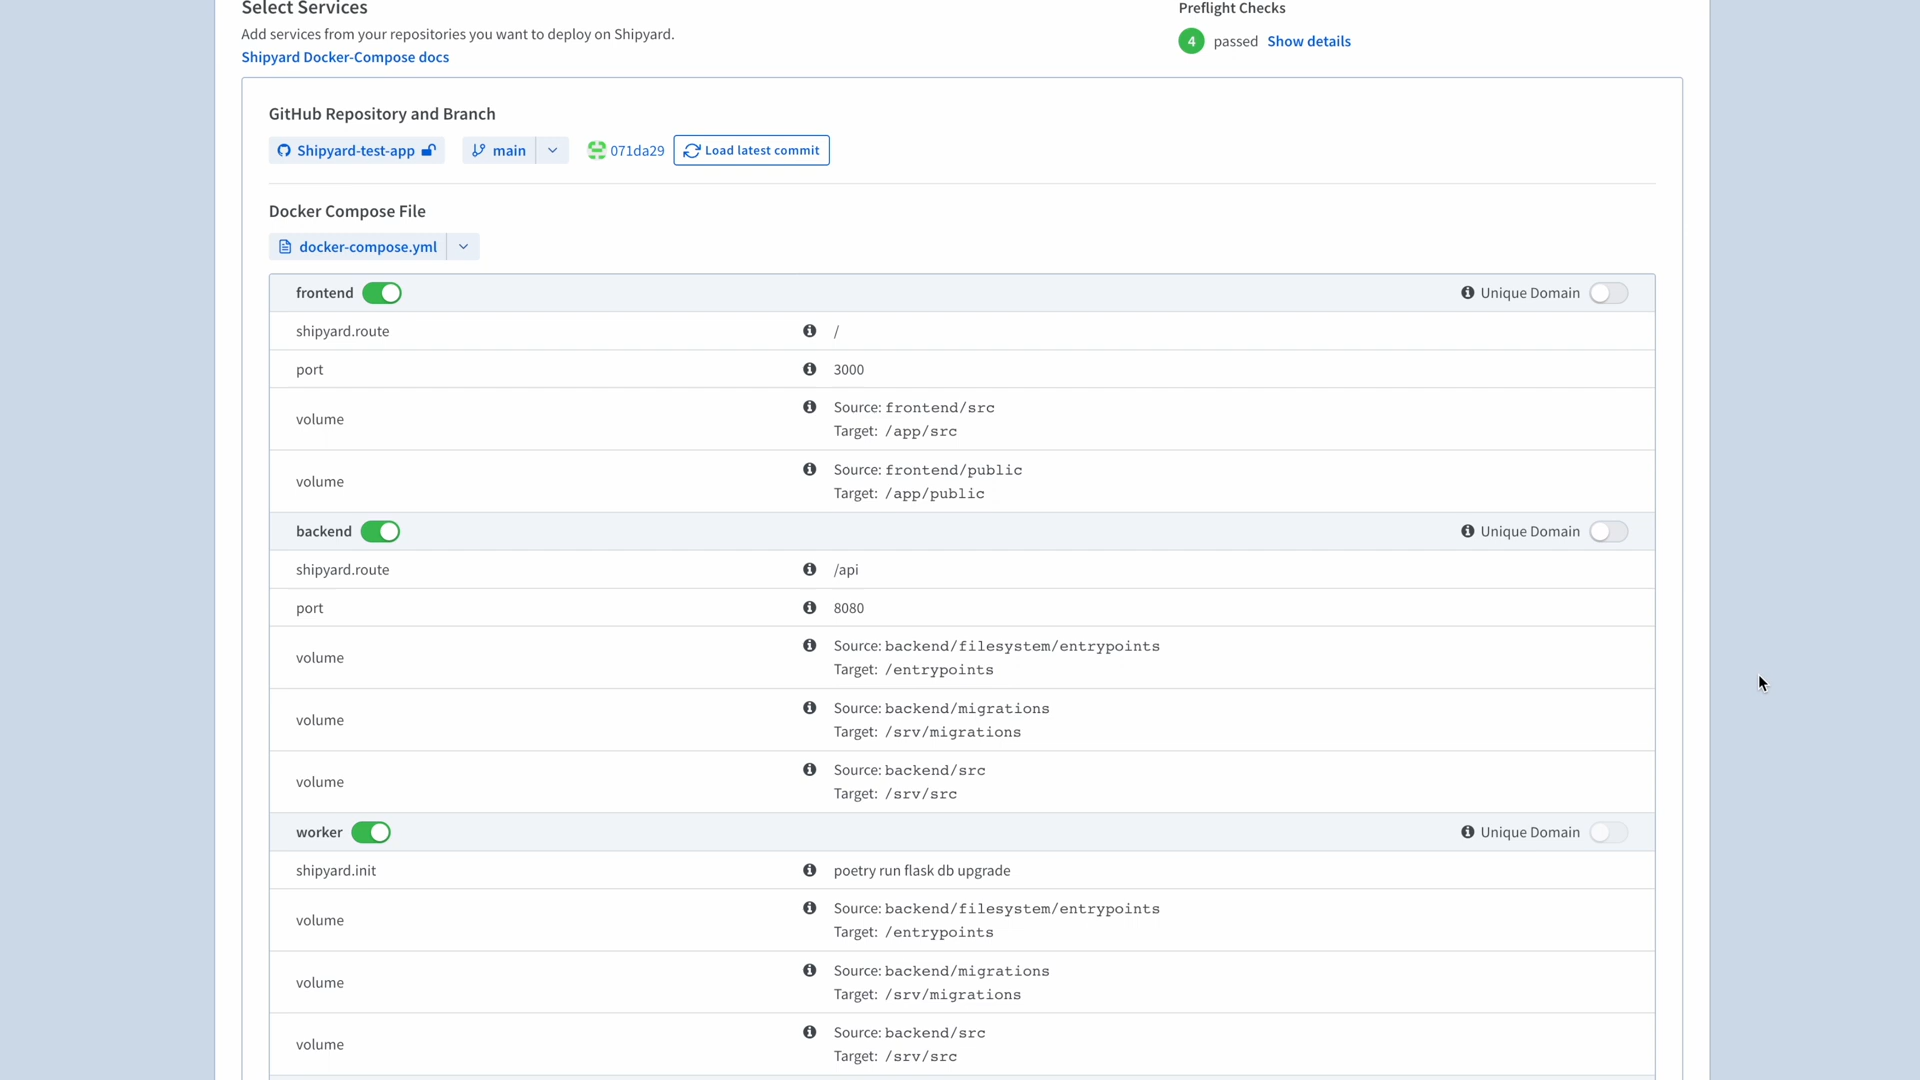 Select Services
Add services from your repositories you want to deploy on Shipyard.
Shipyard Docker-Compose docs
Preflight Checks
4 passed Show details
GitHub Repository and Branch
Shipyard-test-app main 071da29 Load latest commit
Docker Compose File
docker-compose.yml
frontend Unique Domain
shipyard.route /
port 3000
volume Source: frontend/src
Target: /app/src
volume Source: frontend/public
Target: /app/public
backend Unique Domain
shipyard.route /api
port 8080
volume Source: backend/filesystem/entrypoints
Target: /entrypoints
volume Source: backend/migrations
Target: /srv/migrations
volume Source: backend/src
Target: /srv/src
worker Unique Domain
shipyard.init poetry run flask db upgrade
volume Source: backend/filesystem/entrypoints
Target: /entrypoints
volume Source: backend/migrations
Target: /srv/migrations
volume Source: backend/src
Target: /srv/src